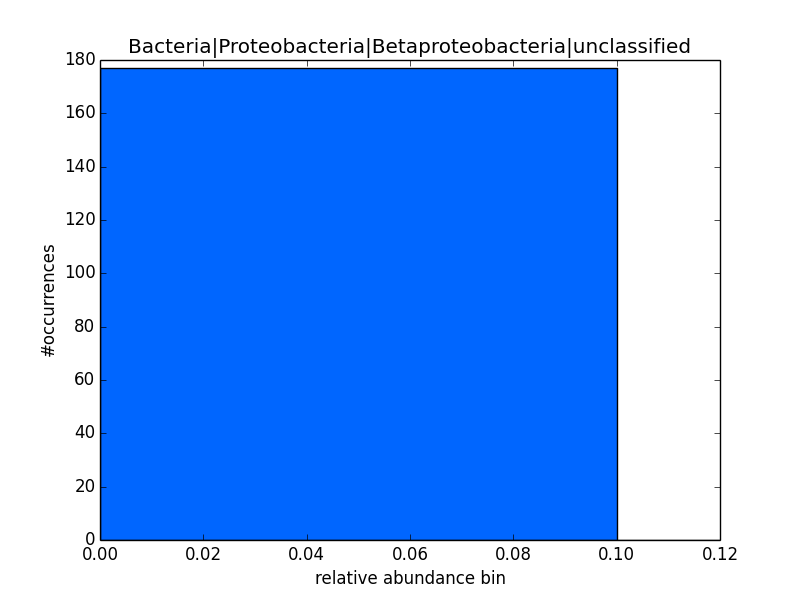 Bacteria|Proteobacteria|Betaproteobacteria|unclassified
180
160
140
120
100
80
60
40
20
0
#occurrences
0.00 0.02 0.04 0.06 0.08 0.10 0.12
relative abundance bin